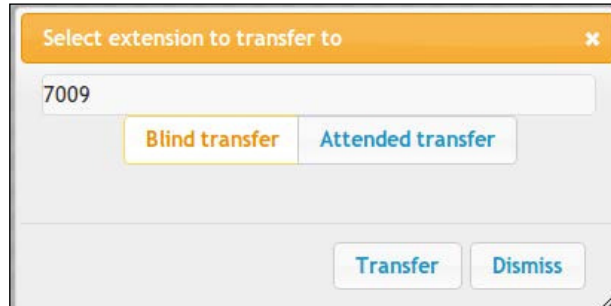 Select extension to transfer to
7009
Blind transfer Attended transfer
Transfer Dismiss